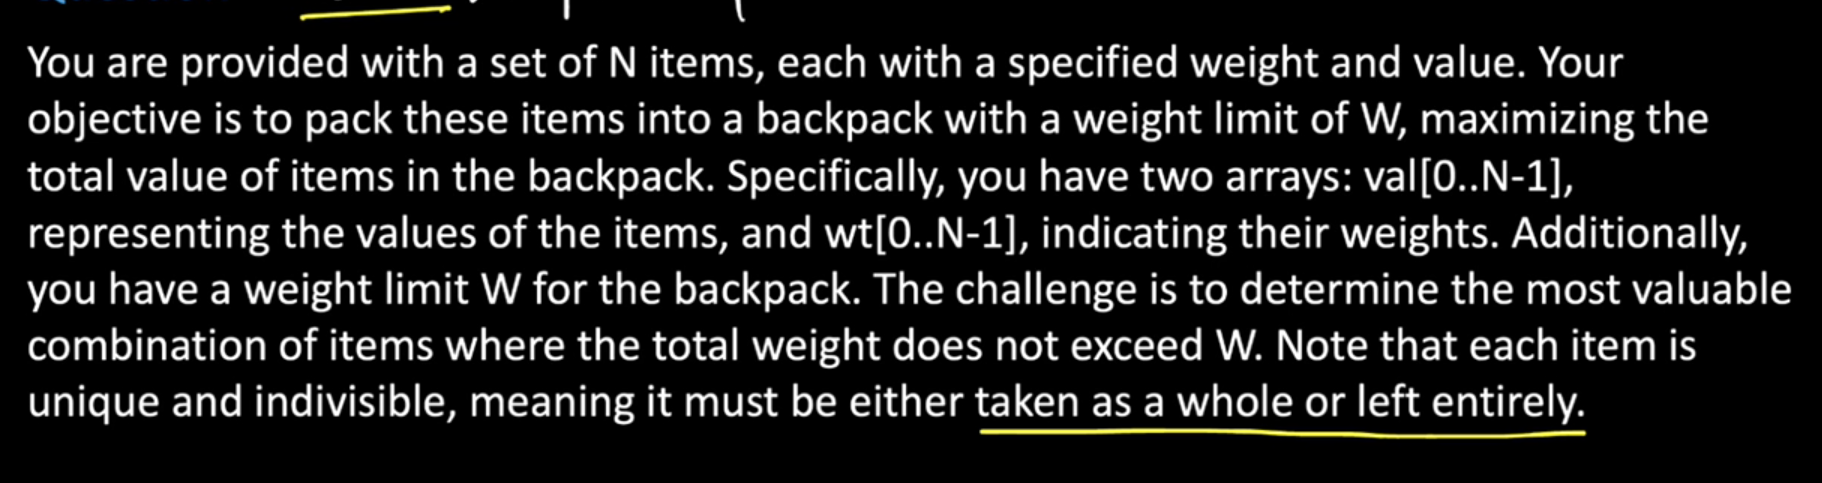 You are provided with a set of N items, each with a specified weight and value. Your
objective is to pack these items into a backpack with a weight limit of W, maximizing the
total value of items in the backpack. Specifically, you have two arrays: val[0..N-1],
representing the values of the items, and wt[0..N-1], indicating their weights. Additionally,
you have a weight limit W for the backpack. The challenge is to determine the most valuable
combination of items where the total weight does not exceed W. Note that each item is
unique and indivisible, meaning it must be either taken as a whole or left entirely.